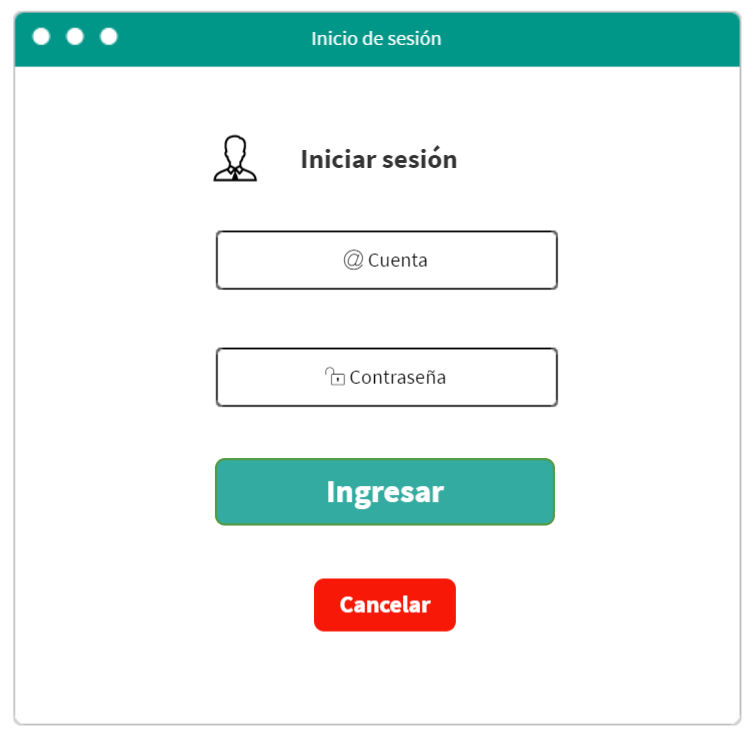 Inicio de sesión
Iniciar sesión
@ Cuenta
Contraseña
Ingresar
Cancelar